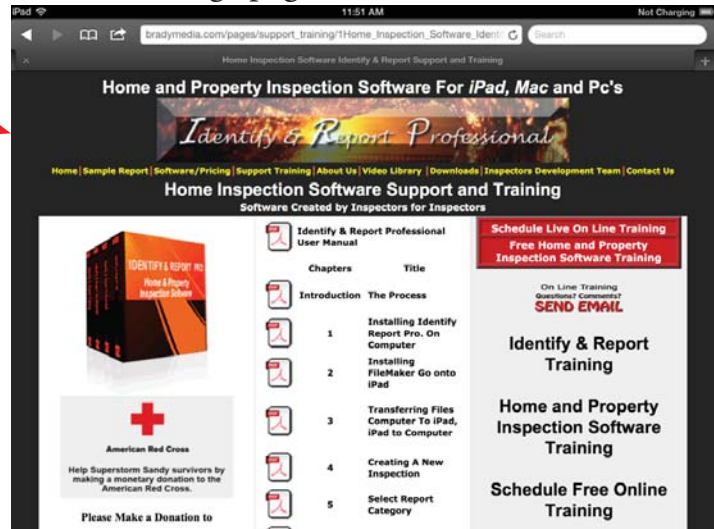 iPad
11:51 AM
Not Charging
bradymedia.com/pages/support_training/1Home_Inspection_Software_Identi
Search
Home Inspection Software Identify & Report Support and Training
Home and Property Inspection Software For iPad, Mac and Pc's
Identify & Report Professional
Home|Sample Report|Software/Pricing|Support Training|About Us|Video Library |Downloads|Inspectors Development Team|Contact Us
Home Inspection Software Support and Training
Software Created by Inspectors for Inspectors
IDENTIFY & REPORT PRO
Home & Property
Inspection Software
American Red Cross
Help Superstorm Sandy survivors by
making a monetary donation to the
American Red Cross.
Please Make a Donation to
Identify & Report Professional
User Manual
Chapters Title
Introduction The Process
1 Installing Identify
Report Pro. On
Computer
2 Installing
FileMaker Go onto
iPad
3 Transferring Files
Computer To iPad,
iPad to Computer
4 Creating A New
Inspection
5 Select Report
Category
Schedule Live On Line Training
Free Home and Property
Inspection Software Training
On Line Training
Questions? Comments?
SEND EMAIL
Identify & Report
Training
Home and Property
Inspection Software
Training
Schedule Free Online
Training